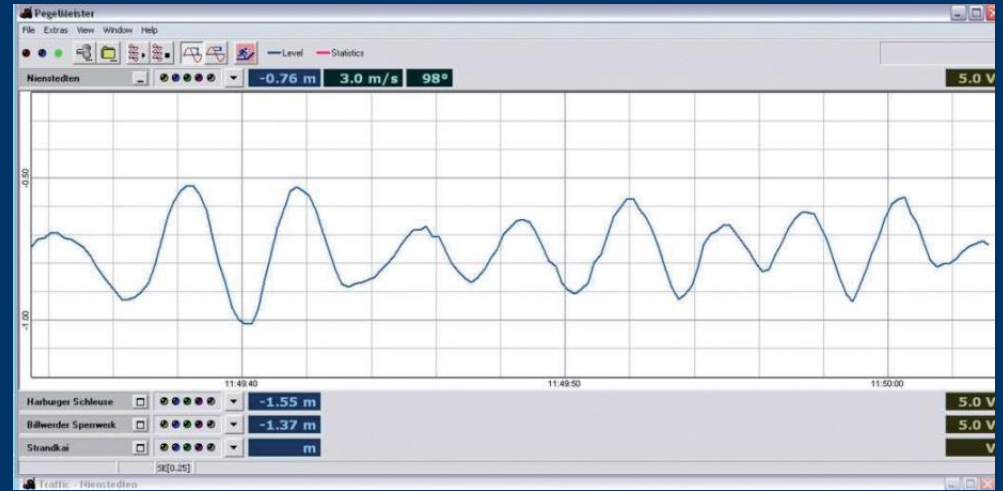 PegelMeister
File Extras View Window Help
Level Statistics
Nienstedten -0.76 m 3.0 m/s 98° 5.0 V
-0.50
-1.00
11:49:40 11:49:50 11:50:00
Harburger Schleuse -1.55 m 5.0 V
Billwerder Sperrwerk -1.37 m 5.0 V
Strandkai m V
SE[0.25]
Traffic - Nienstedten